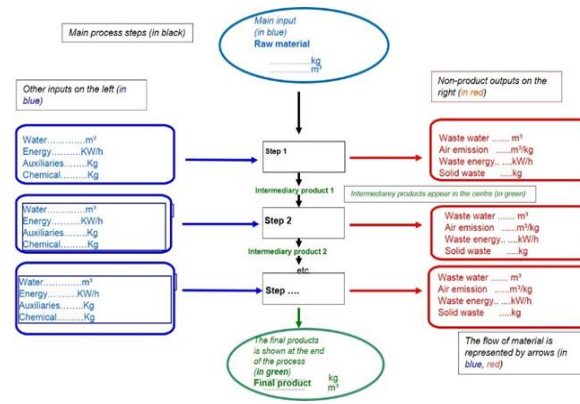 Main process steps (in black)
Main input
(in blue)
Raw material
..................kg
..................m³
Other inputs on the left (in
blue)
Non-product outputs on the
right (in red)
Water............m³
Energy..........KW/h
Auxiliaries........Kg
Chemical.........Kg
Step 1
Waste water ....... m³
Air emission ......m³/kg
Waste energy.. ....kW/h
Solid waste .....kg
Intermediary product 1
Intermediarey products appear in the centre (in green)
Water............m³
Energy..........KW/h
Auxiliaries........Kg
Chemical.........Kg
Step 2
Waste water ....... m³
Air emission ......m³/kg
Waste energy.. ....kW/h
Solid waste .....kg
Intermediary product 2
etc
Water............m³
Energy..........KW/h
Auxiliaries........Kg
Chemical........Kg
Step ....
Waste water ....... m³
Air emission ......m³/kg
Waste energy.. ....kW/h
Solid waste .....kg
The final products
is shown at the end
of the process
(in green)
Final product kg
.................. m³
The flow of material is
represented by arrows (in
blue, red)